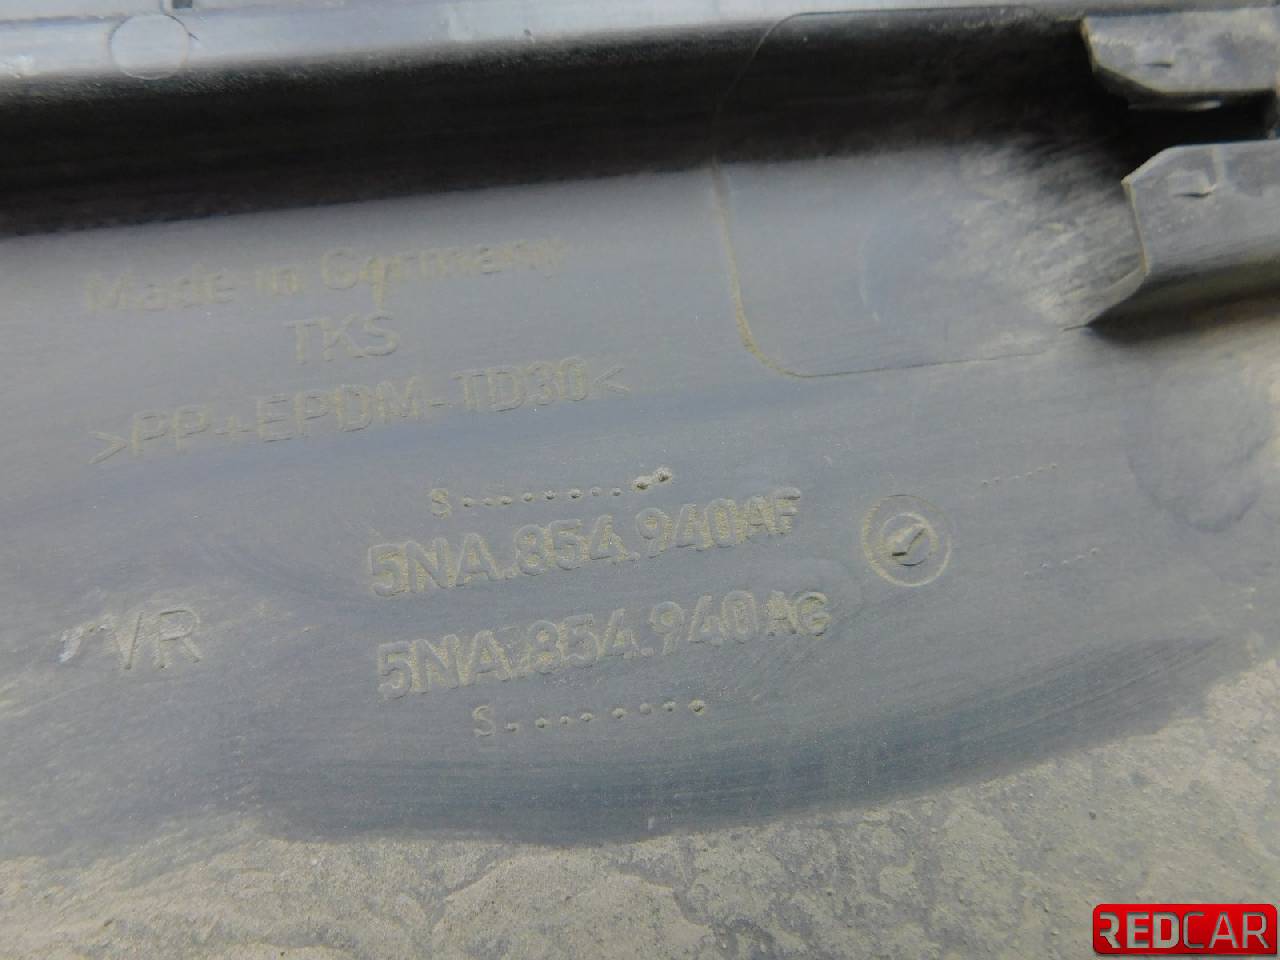 Made in Germany
TKS
>PP+EPDM-TD30<
S
5NA.854.940AF
5NA.854.940AG
S
VR
REDCAR